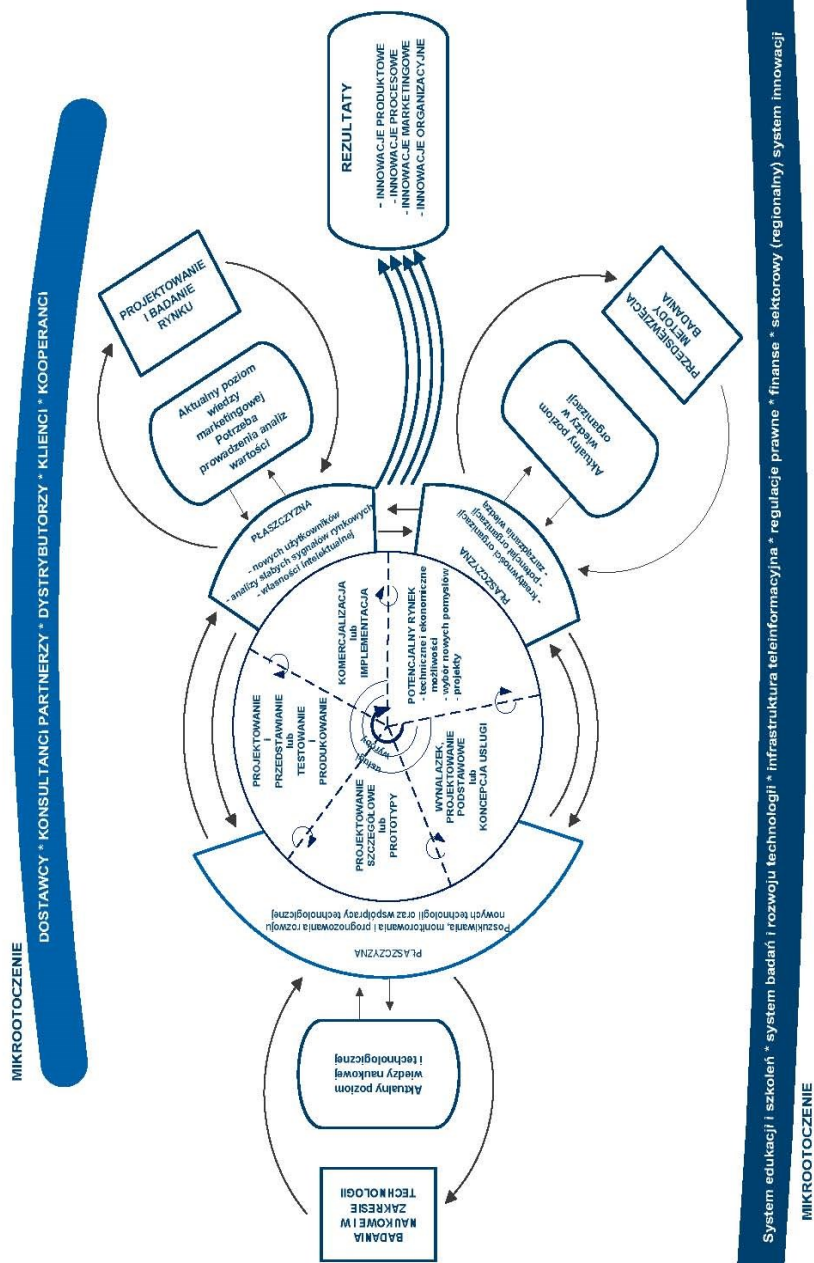 MIKROOTOCZENIE
DOSTAWCY * KONSULTANCI PARTNERZY * DYSTRYBUTORZY * KLIENCI * KOOPERANCI
PROJEKTOWANIE
I BADANIE
RYNKU
Aktualny poziom
wiedzy
marketingowej
Potrzeba
prowadzenia analiz
wartości
PŁASZCZYZNA
- nowych użytkowników
- analizy słabych sygnałów rynkowych
- własności intelektualnej
REZULTATY
- INNOWACJE PRODUKTOWE
- INNOWACJE PROCESOWE
- INNOWACJE MARKETINGOWE
- INNOWACJE ORGANIZACYJNE
BADANIA
NAUKOWE I W
ZAKRESIE
TECHNOLOGII
Aktualny poziom
wiedzy naukowej
i technologicznej
PŁASZCZYZNA
Poszukiwania, monitorowania i prognozowania rozwoju
nowych technologii oraz współpracy technologicznej
PROJEKTOWANIE
i
PRZEDSTAWIANIE
lub
TESTOWANIE
i
PRODUKOWANIE
KOMERCJALIZACJA
lub
IMPLEMENTACJA
PROJEKTOWANIE
SZCZEGÓŁOWE
lub
PROTOTYPY
usługi
wyroby
WYNALAZEK,
PROJEKTOWANIE
PODSTAWOWE
lub
KONCEPCJA USŁUGI
POTENCJALNY RYNEK
- techniczne i ekonomiczne
możliwości
- wybór nowych pomysłów
- projekty
PŁASZCZYZNA
- kreatywności organizacji
- potencjał organizacji
- zarządzania wiedzą
Aktualny poziom
wiedzy w
organizacji
PRZEDSIEWZIĘCIA
METODY,
BADANIA
System edukacji i szkoleń * system badań i rozwoju technologii * infrastruktura teleinformacyjna * regulacje prawne * finanse * sektorowy (regionalny) system innowacji
MIKROOTOCZENIE